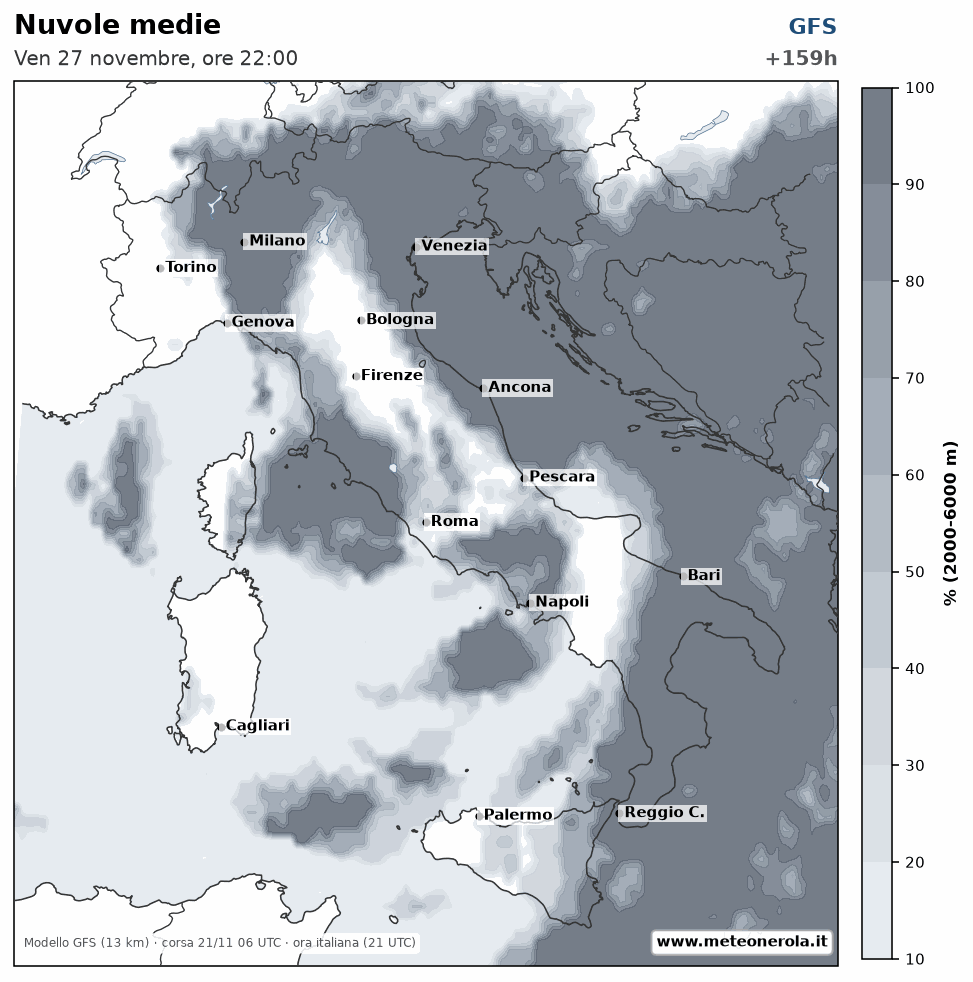 Nuvole medie
GFS
Ven 27 novembre, ore 22:00
+159h
Milano
Venezia
Torino
Genova
Bologna
Firenze
Ancona
Pescara
Roma
Bari
Napoli
Cagliari
Palermo
Reggio C.
100
90
80
70
60
50
40
30
20
10
% (2000-6000 m)
Modello GFS (13 km) · corsa 21/11 06 UTC · ora italiana (21 UTC)
www.meteonerola.it